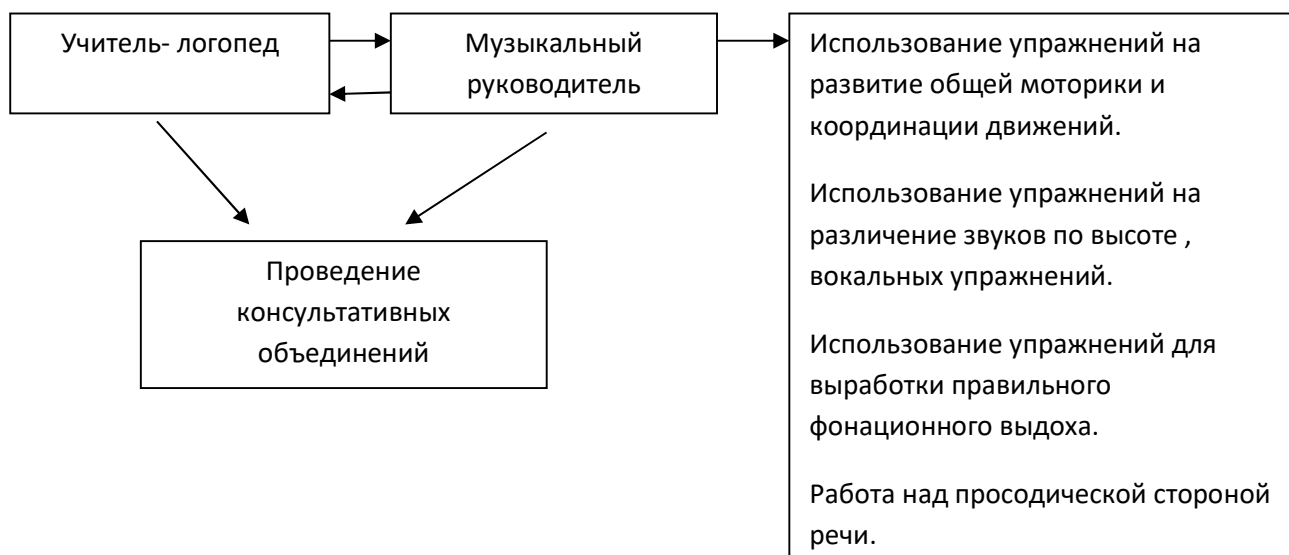 Учитель- логопед
Музыкальный
руководитель
Проведение
консультативных
объединений
Использование упражнений на
развитие общей моторики и
координации движений.
Использование упражнений на
различение звуков по высоте ,
вокальных упражнений.
Использование упражнений для
выработки правильного
фонационного выдоха.
Работа над просодической стороной
речи.